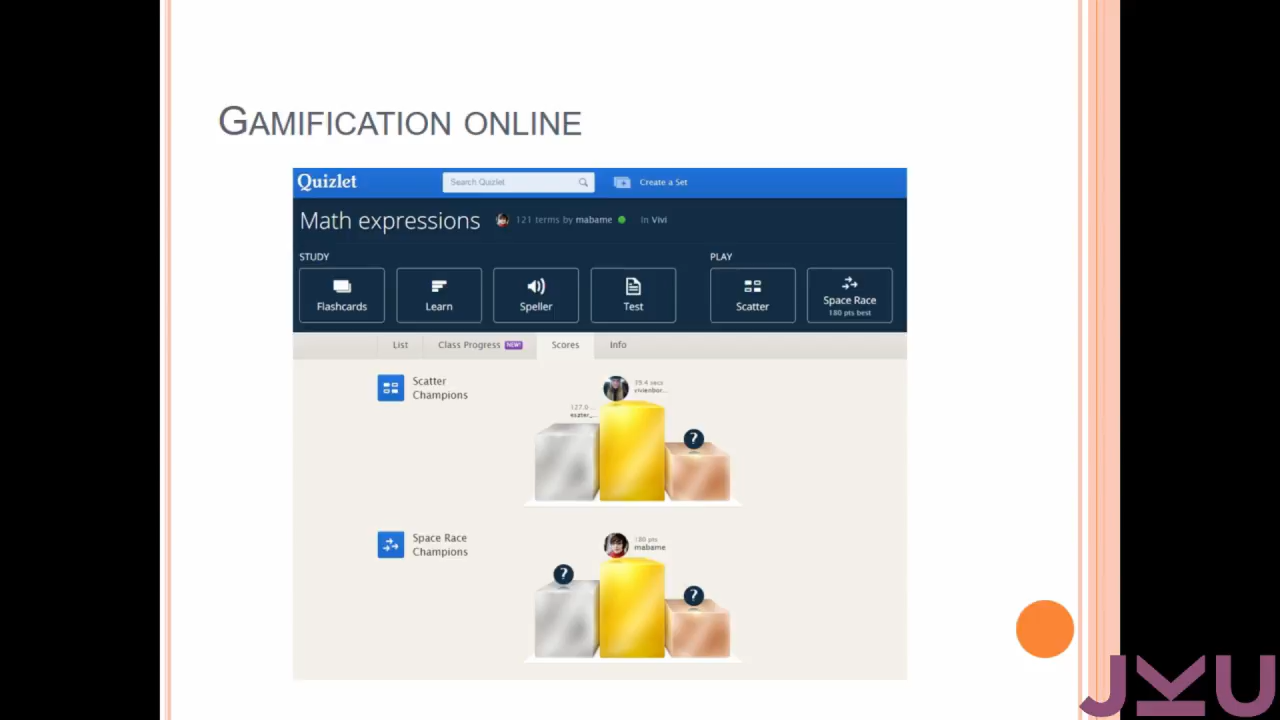 GAMIFICATION ONLINE
Quizlet
Search Quizlet
Create a Set
Math expressions
121 terms by mabame
in Vivi
STUDY
PLAY
Flashcards
Learn
Speller
Test
Scatter
Space Race
180 pts best
List
Class Progress NEW!
Scores
Info
Scatter
Champions
127.0...
?
Space Race
Champions
180 pts
mabame
?
?
JKU